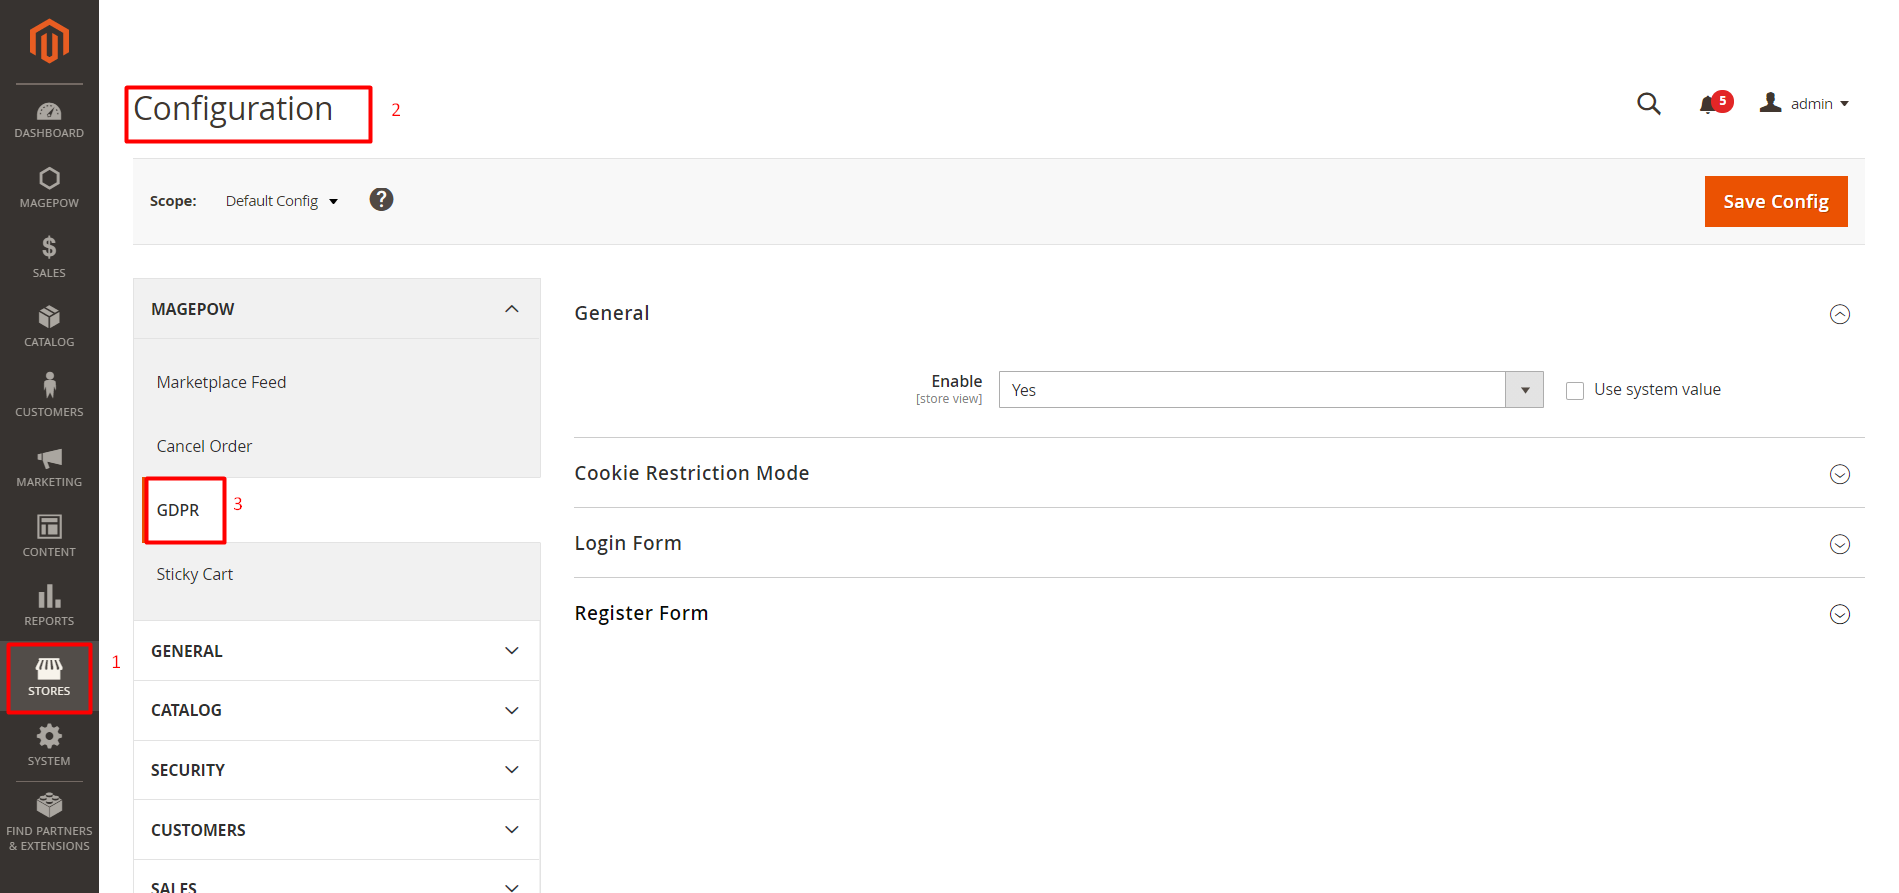 Configuration
2
5
admin
Scope:
Default Config
?
Save Config
DASHBOARD
MAGEPOW
SALES
CATALOG
CUSTOMERS
MARKETING
CONTENT
REPORTS
STORES
1
SYSTEM
FIND PARTNERS
& EXTENSIONS
MAGEPOW
Marketplace Feed
Cancel Order
GDPR
3
Sticky Cart
GENERAL
CATALOG
SECURITY
CUSTOMERS
SALES
General
Enable
[store view]
Yes
Use system value
Cookie Restriction Mode
Login Form
Register Form